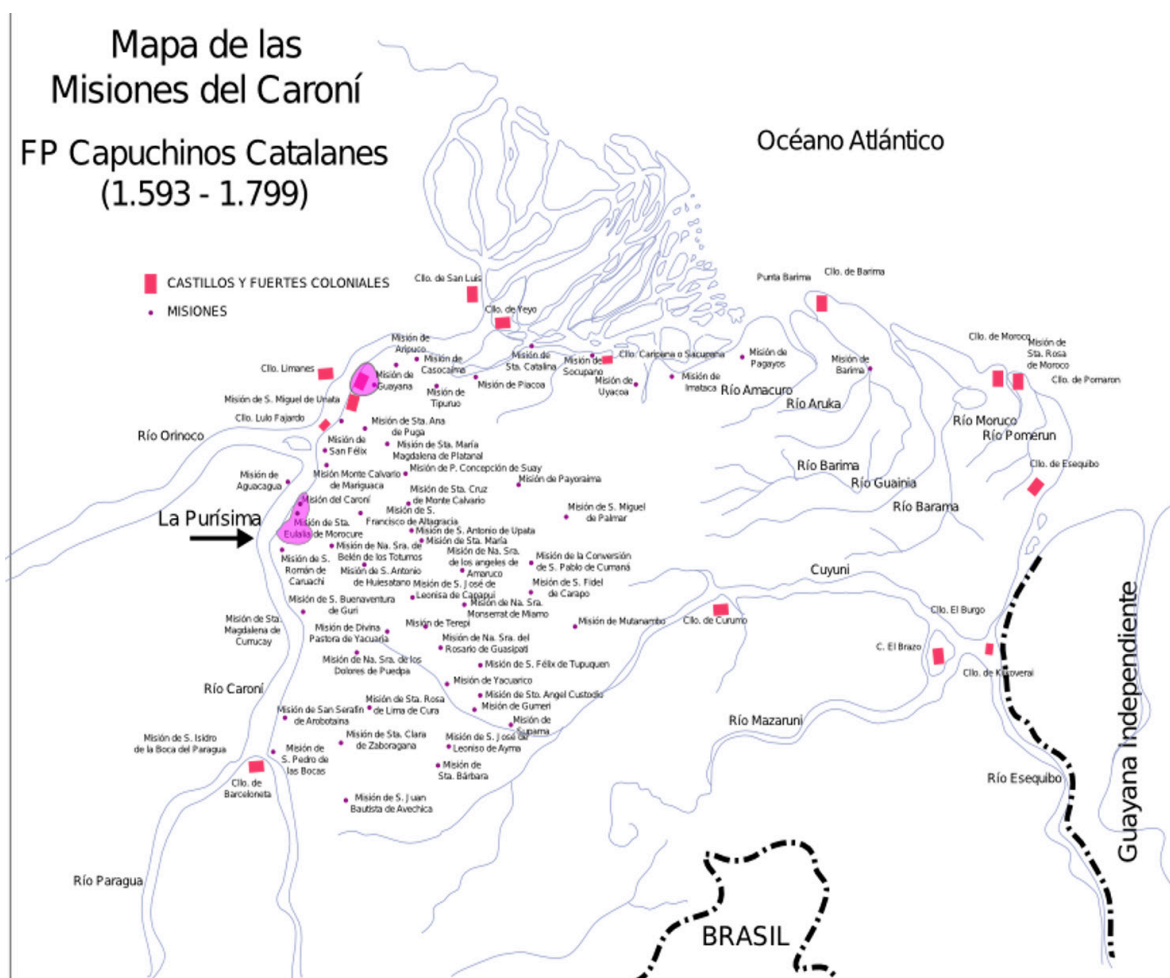 Mapa de las
Misiones del Caroní
FP Capuchinos Catalanes
(1.593 - 1.799)
Océano Atlántico
CASTILLOS Y FUERTES COLONIALES
MISIONES
Cllo. de San Luis
Cllo. de Yeyo
Punta Barima
Cllo. de Barima
Misión de
Aripuco
Misión de
Casocaima
Cllo. Limanes
Misión de
Guayana
Misión de
Tipuruo
Misión de Piacoa
Misión de
Sta. Catalina
Misión de
Socupano
Cllo. Caripana o Sacupana
Misión de
Uyacoa
Misión de
Imataca
Misión de
Pagayos
Misión de
Barima
Cllo. de Moroco
Misión de
Sta. Rosa
de Moroco
Cllo. de Pomaron
Río Amacuro
Río Aruka
Río Moruco
Río Pomerun
Misión de S. Miguel de Unata
Cllo. Lulo Fajardo
Río Orinoco
Misión de Sta. Ana
de Puga
Misión de
San Félix
Misión de Sta. María
Magdalena de Platanal
Misión Monte Calvario
de Mariguaca
Misión de P. Concepción de Suay
Misión de
Aguacagua
Misión de Payoraima
Río Barima
Río Guainia
Río Barama
Cllo. de Esequibo
Misión del Caroní
Misión de Sta. Cruz
de Monte Calvario
Misión de S.
Francisco de Altagracia
Misión de S. Miguel
de Palmar
La Purísima
Misión de Sta.
Eulalia de Morocure
Misión de S. Antonio de Upata
Misión de Sta. María
Misión de S.
Román de
Caruachi
Misión de Na. Sra. de
Belén de los Totumos
Misión de S. Antonio
de Huiesatano
Misión de Na. Sra.
de los angeles de
Amaruco
Misión de la Conversión
de S. Pablo de Cumaná
Misión de S. José de
Leonisa de Capapui
Misión de S. Fidel
de Carapo
Misión de Na. Sra.
Monserrat de Miamo
Cuyuni
Misión de S. Buenaventura
de Guri
Misión de Sta.
Magdalena de
Currucay
Misión de Divina
Pastora de Yacuaria
Misión de Terepi
Misión de Mutanambo
Cllo. de Curumo
Cllo. El Burgo
C. El Brazo
Cllo. de Kikoverai
Misión de Na. Sra. de los
Dolores de Puedpa
Misión de Na. Sra. del
Rosario de Guasipati
Misión de S. Félix de Tupuquen
Misión de Yacuarico
Río Caroní
Misión de Sta. Rosa
de Lima de Cura
Misión de Sto. Angel Custodio
Misión de Gumeri
Misión de San Serafin
de Arobotaina
Misión de
Supama
Río Mazaruni
Misión de S. Isidro
de la Boca del Paragua
Misión de
S. Pedro de
las Bocas
Misión de Sta. Clara
de Zaboragana
Misión de S. José de
Leoniso de Ayma
Misión de
Sta. Bárbara
Cllo. de
Barceloneta
Misión de S. Juan
Bautista de Avechica
Río Esequibo
Guayana Independiente
Río Paragua
BRASIL